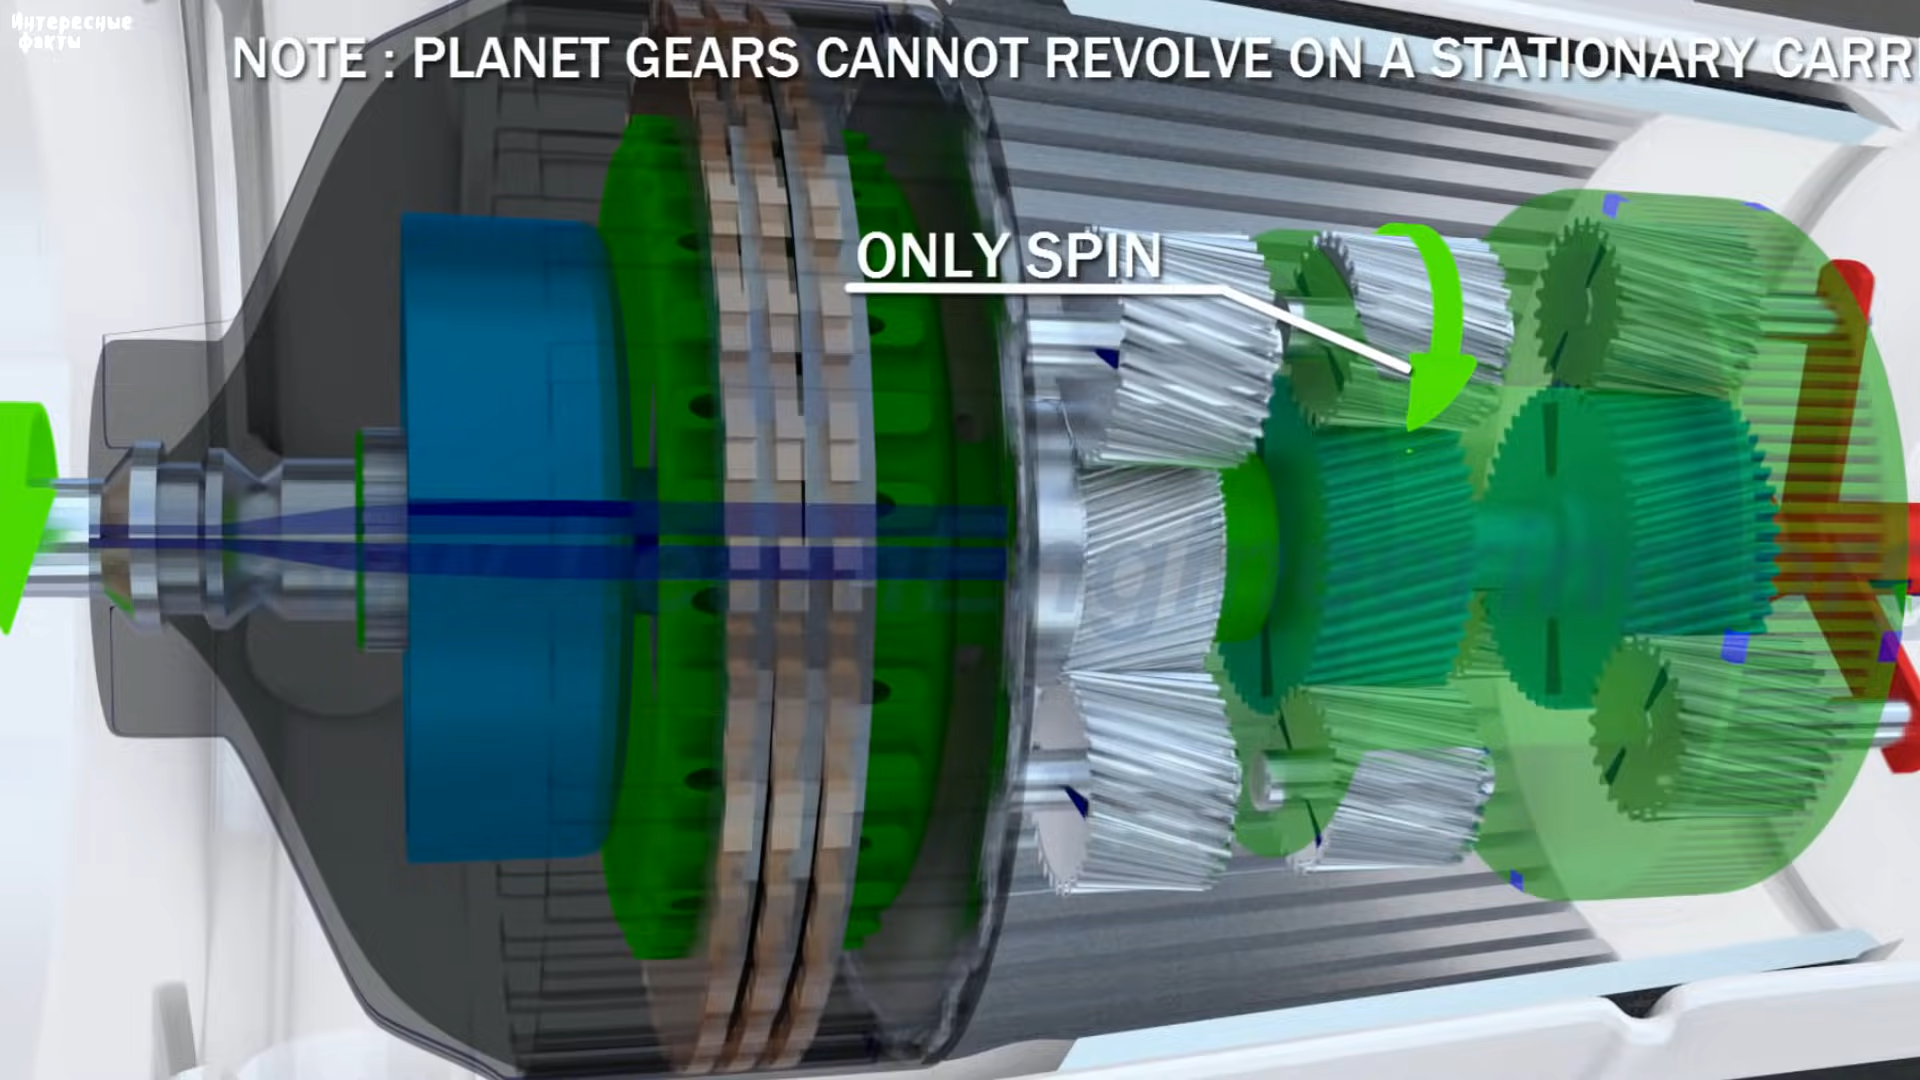 Интересные
факты
NOTE : PLANET GEARS CANNOT REVOLVE ON A STATIONARY CARR
ONLY SPIN